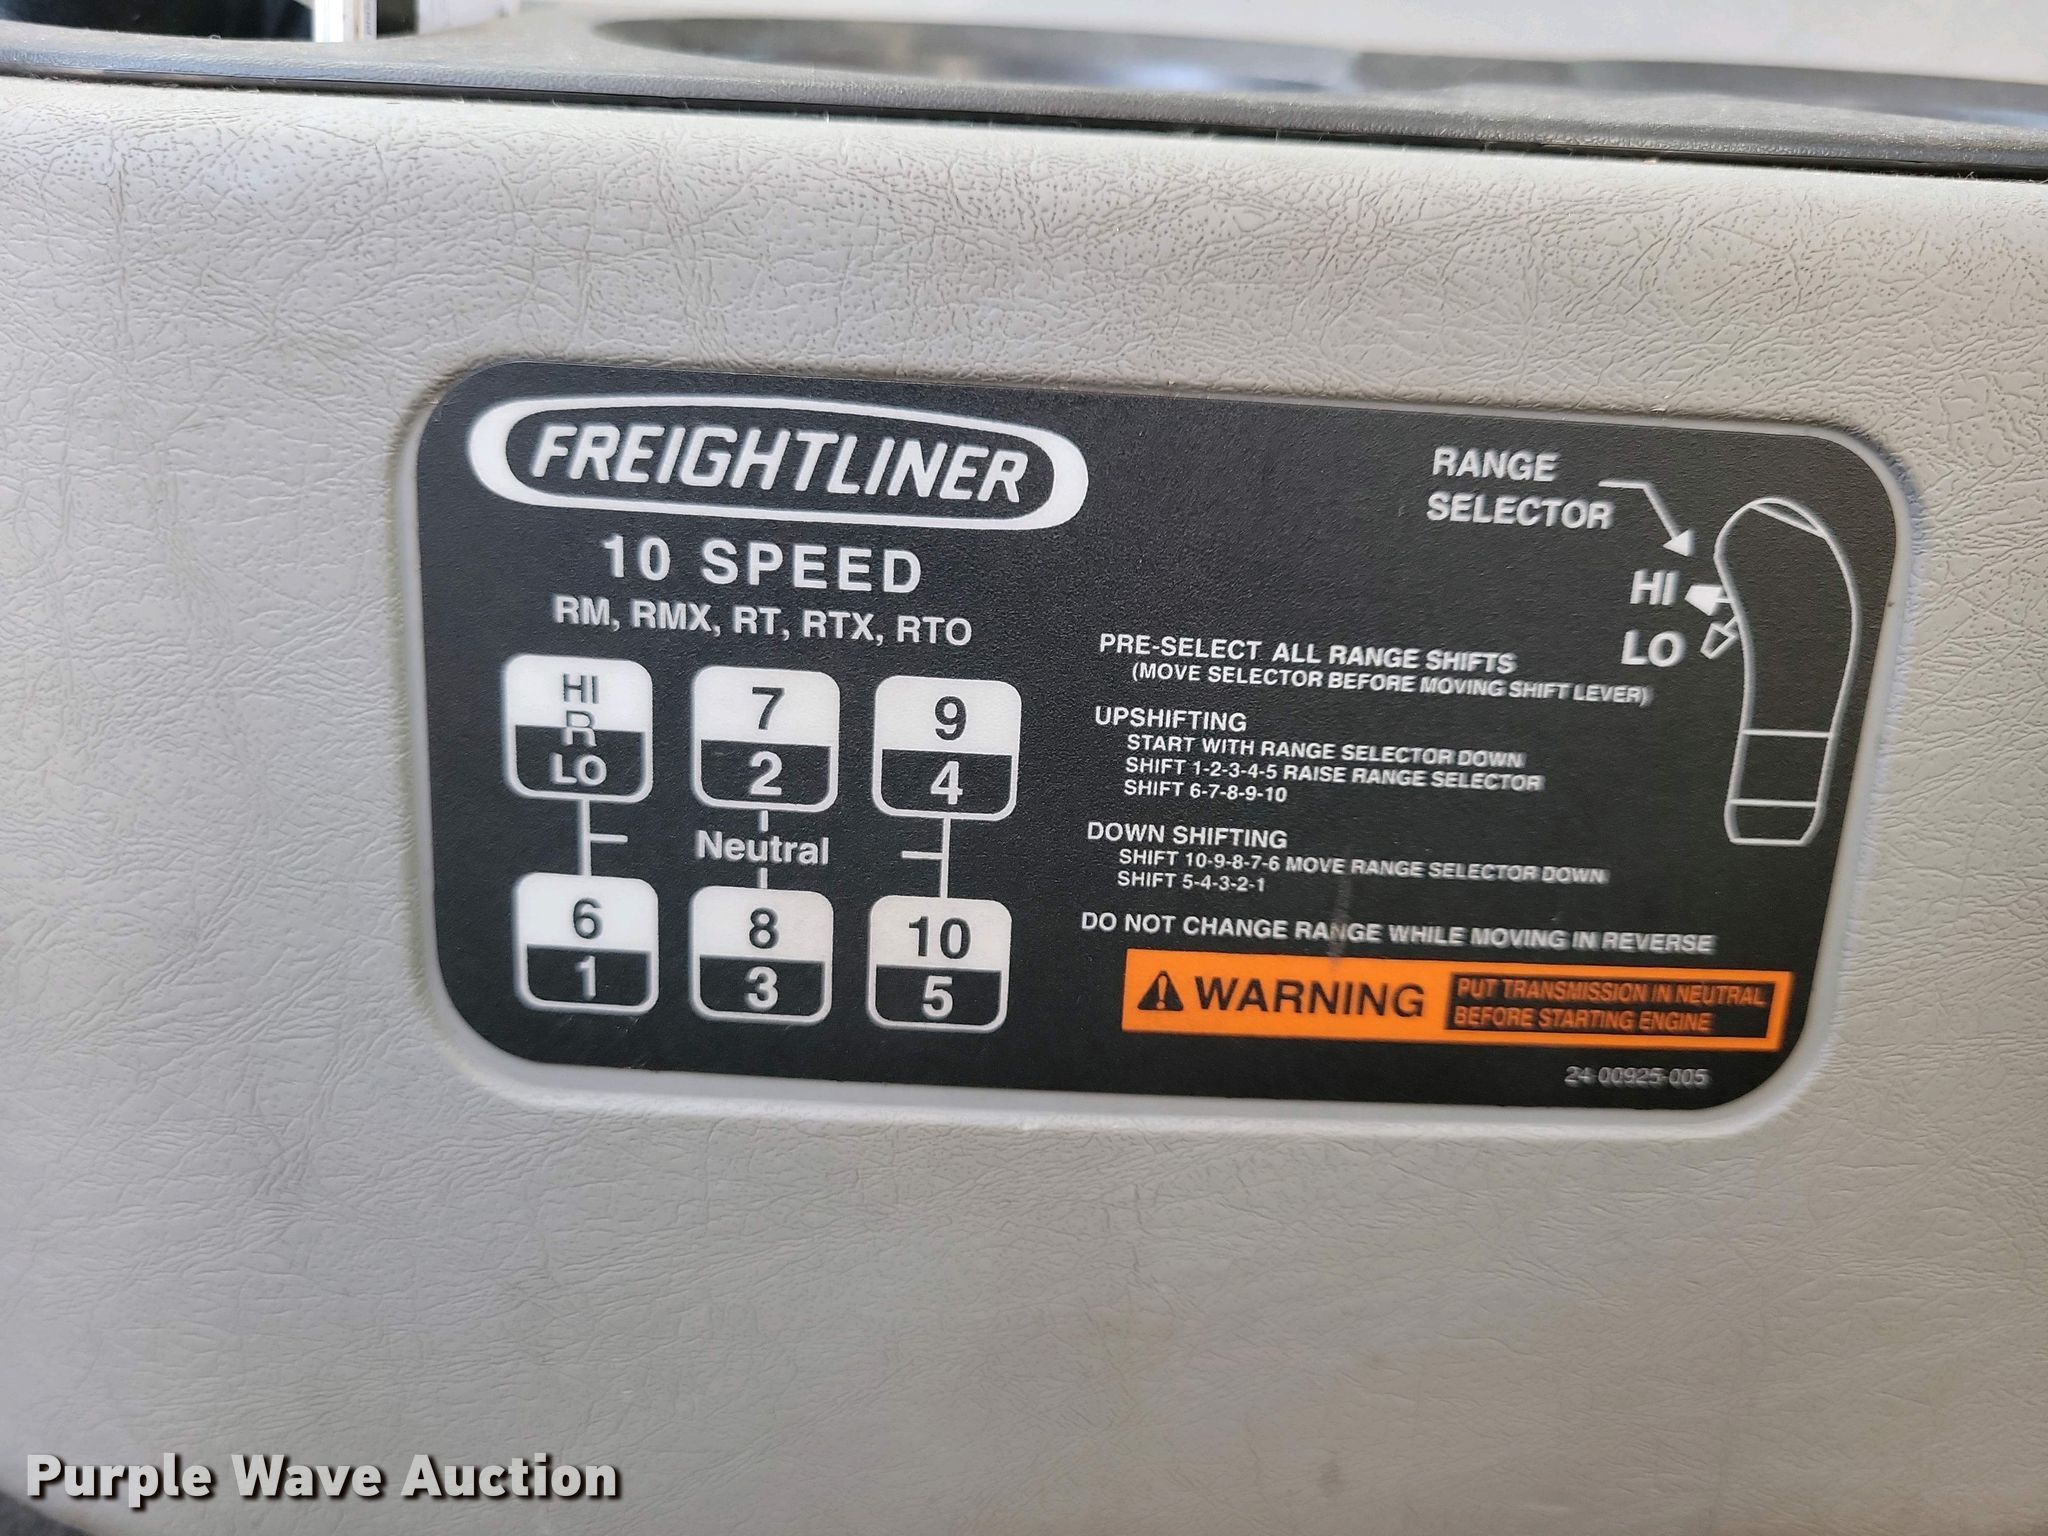 FREIGHTLINER
10 SPEED
RM, RMX, RT, RTX, RTO
HI
R
LO
7
2
9
4
Neutral
6
1
8
3
10
5
RANGE
SELECTOR
HI
LO
PRE-SELECT ALL RANGE SHIFTS
(MOVE SELECTOR BEFORE MOVING SHIFT LEVER)
UPSHIFTING
START WITH RANGE SELECTOR DOWN
SHIFT 1-2-3-4-5 RAISE RANGE SELECTOR
SHIFT 6-7-8-9-10
DOWN SHIFTING
SHIFT 10-9-8-7-6 MOVE RANGE SELECTOR DOWN
SHIFT 5-4-3-2-1
DO NOT CHANGE RANGE WHILE MOVING IN REVERSE
WARNING
PUT TRANSMISSION IN NEUTRAL
BEFORE STARTING ENGINE
24-00925-005
Purple Wave Auction